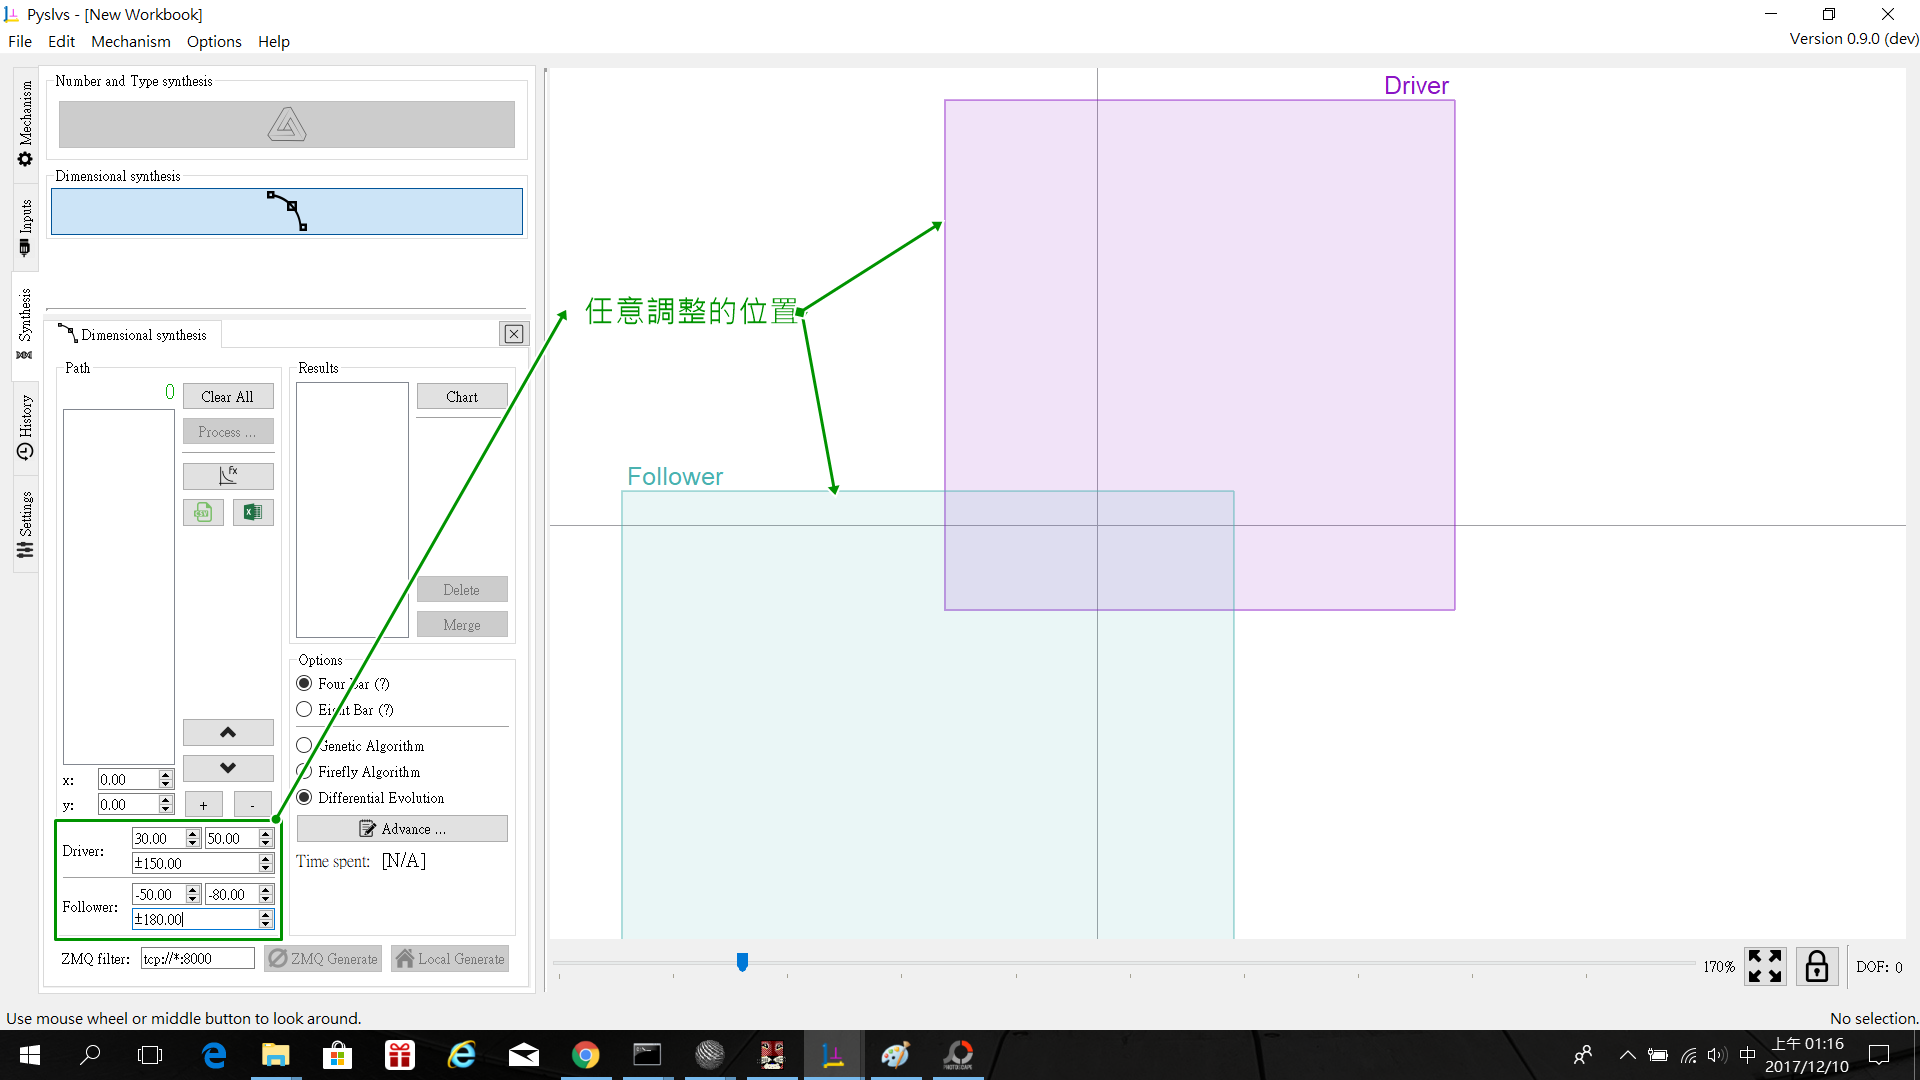 Pyslvs - [New Workbook]
File Edit Mechanism Options Help
Version 0.9.0 (dev)
Mechanism
Inputs
Synthesis
History
Settings
Number and Type synthesis
Dimensional synthesis
Dimensional synthesis
Path
0
Clear All
Process ...
fx
CSV
x: 0.00
y: 0.00
+ -
Driver: 30.00 50.00
±150.00
Follower: -50.00 -80.00
±180.00
Results
Chart
Delete
Merge
Options
Four Bar (?)
Eight Bar (?)
Genetic Algorithm
Firefly Algorithm
Differential Evolution
Advance ...
Time spent: [N/A]
ZMQ filter: tcp://*:8000 ZMQ Generate Local Generate
Driver
任意調整的位置
Follower
170%
DOF: 0
Use mouse wheel or middle button to look around.
No selection.
中
上午 01:16
2017/12/10